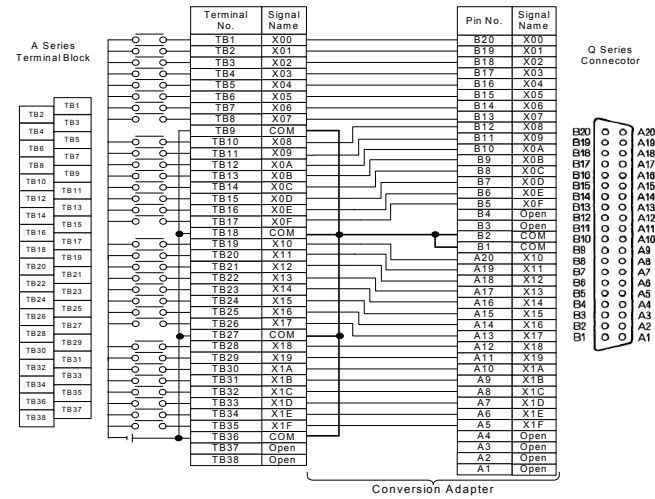 A Series
Terminal Block
TB1
TB2
TB3
TB4
TB5
TB6
TB7
TB8
TB9
TB10
TB11
TB12
TB13
TB14
TB15
TB16
TB17
TB18
TB19
TB20
TB21
TB22
TB23
TB24
TB25
TB26
TB27
TB28
TB29
TB30
TB31
TB32
TB33
TB34
TB35
TB36
TB37
TB38
Terminal No. Signal Name
TB1 X00
TB2 X01
TB3 X02
TB4 X03
TB5 X04
TB6 X05
TB7 X06
TB8 X07
TB9 COM
TB10 X08
TB11 X09
TB12 X0A
TB13 X0B
TB14 X0C
TB15 X0D
TB16 X0E
TB17 X0F
TB18 COM
TB19 X10
TB20 X11
TB21 X12
TB22 X13
TB23 X14
TB24 X15
TB25 X16
TB26 X17
TB27 COM
TB28 X18
TB29 X19
TB30 X1A
TB31 X1B
TB32 X1C
TB33 X1D
TB34 X1E
TB35 X1F
TB36 COM
TB37 Open
TB38 Open
Pin No. Signal Name
B20 X00
B19 X01
B18 X02
B17 X03
B16 X04
B15 X05
B14 X06
B13 X07
B12 X08
B11 X09
B10 X0A
B9 X0B
B8 X0C
B7 X0D
B6 X0E
B5 X0F
B4 Open
B3 Open
B2 COM
B1 COM
A20 X10
A19 X11
A18 X12
A17 X13
A16 X14
A15 X15
A14 X16
A13 X17
A12 X18
A11 X19
A10 X1A
A9 X1B
A8 X1C
A7 X1D
A6 X1E
A5 X1F
A4 Open
A3 Open
A2 Open
A1 Open
Conversion Adapter
Q Series
Connecotor
B20 A20
B19 A19
B18 A18
B17 A17
B16 A16
B15 A15
B14 A14
B13 A13
B12 A12
B11 A11
B10 A10
B9 A9
B8 A8
B7 A7
B6 A6
B5 A5
B4 A4
B3 A3
B2 A2
B1 A1